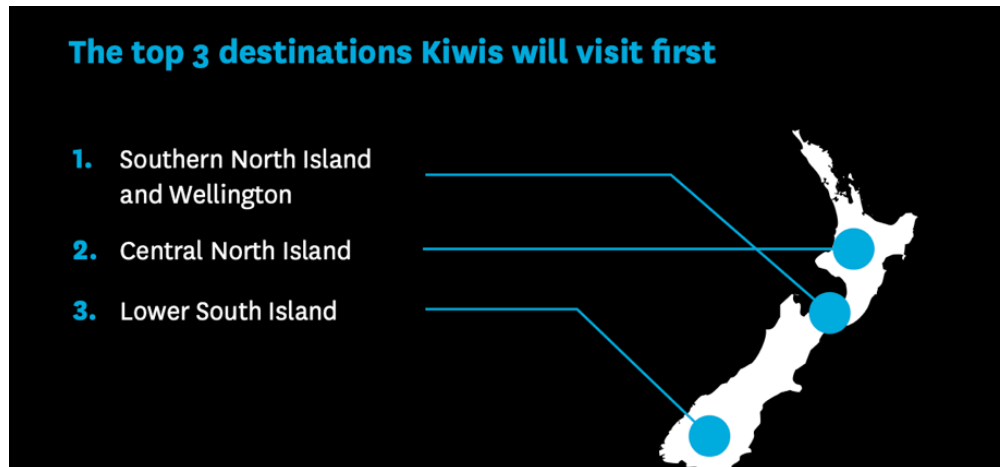 The top 3 destinations Kiwis will visit first
1. Southern North Island
and Wellington
2. Central North Island
3. Lower South Island